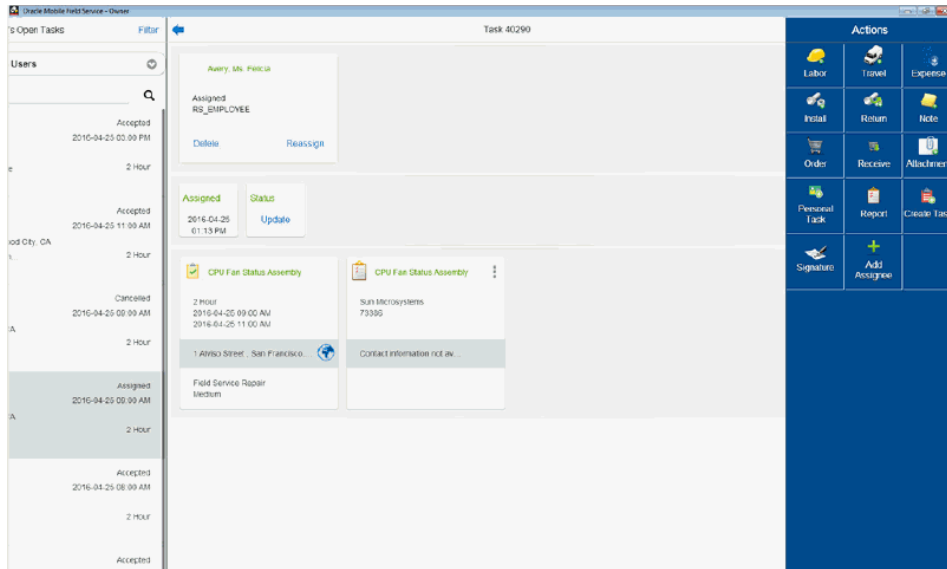 Oracle Mobile Field Service - Owner
's Open Tasks
Filter
Task 40290
Actions
Users
Accepted
2016-04-25 03:00 PM
2 Hour
Accepted
2016-04-25 11:00 AM
od City, CA
2 Hour
Cancelled
2016-04-25 09:00 AM
2 Hour
Assigned
2016-04-25 09:00 AM
2 Hour
Accepted
2016-04-25 08:00 AM
2 Hour
Accepted
Avery, Ms. Felicia
Assigned
RS_EMPLOYEE
Delete
Reassign
Assigned
2016-04-25
01:13 PM
Status
Update
CPU Fan Status Assembly
2 Hour
2016-04-25 09:00 AM
2016-04-25 11:00 AM
1 Alviso Street , San Francisco...
Field Service Repair
Medium
CPU Fan Status Assembly
Sun Microsystems
73386
Contact information not av...
Labor
Travel
Expense
Install
Return
Note
Order
Receive
Attachmen
Personal
Task
Report
Create Tas
Signature
Add
Assignee